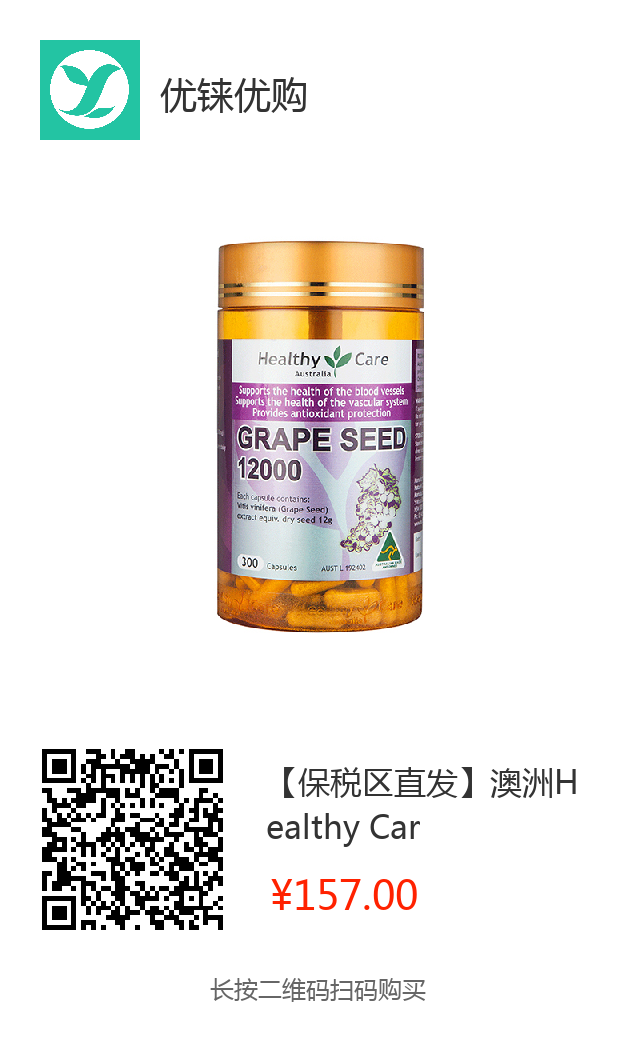 优铼优购
Healthy Care
Australia
Supports the health of the blood vessels
Supports the health of the vascular system
Provides antioxidant protection
GRAPE SEED
12000
Each capsule contains:
Vitis vinifera (Grape Seed)
extract equiv. dry seed 12g
300 Capsules
AUST L 192402
【保税区直发】澳洲H
ealthy Car
¥157.00
长按二维码扫码购买